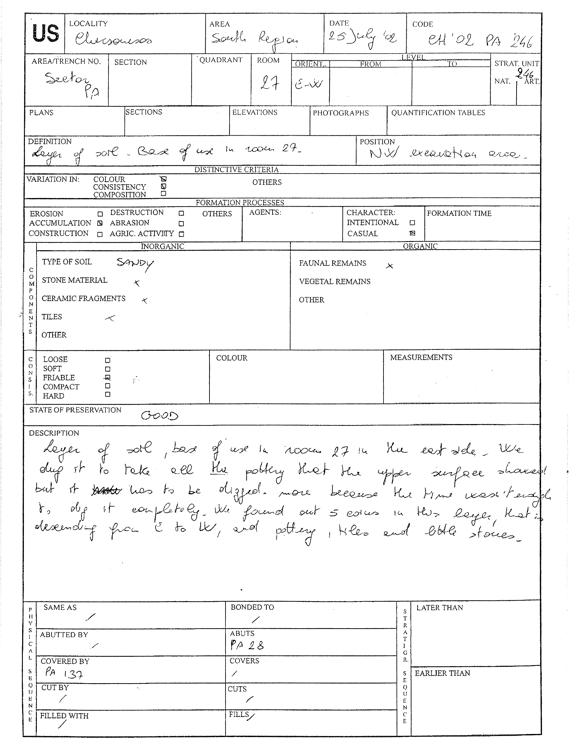 US
LOCALITY
Chersonesos
AREA
South Region
DATE
25 July '02
CODE
CH '02 PA 246
AREA/TRENCH NO.
Sector PA
SECTION
QUADRANT
ROOM
27
LEVEL
ORIENT. FROM TO
E-W
STRAT. UNIT
246
NAT. ART.
PLANS
SECTIONS
ELEVATIONS
PHOTOGRAPHS
QUANTIFICATION TABLES
DEFINITION
Layer of soil. Base of use in room 27.
POSITION
NW excavation area.
DISTINCTIVE CRITERIA
VARIATION IN: COLOUR
CONSISTENCY
COMPOSITION
OTHERS
FORMATION PROCESSES
EROSION DESTRUCTION OTHERS
ACCUMULATION ABRASION
CONSTRUCTION AGRIC. ACTIVITY
AGENTS:
CHARACTER:
INTENTIONAL
CASUAL
FORMATION TIME
COMPONENTS
INORGANIC
TYPE OF SOIL SANDY
STONE MATERIAL x
CERAMIC FRAGMENTS x
TILES x
OTHER
ORGANIC
FAUNAL REMAINS x
VEGETAL REMAINS
OTHER
CONSIS.
LOOSE
SOFT
FRIABLE
COMPACT
HARD
COLOUR
MEASUREMENTS
STATE OF PRESERVATION GOOD
DESCRIPTION
Layer of soil, base of use in room 27 in the east side. We
dug it to take all the pottery that the upper surface showed
but it has to be digged more because the time wasn't enough
to dig it completely. We found out 5 coins in this layer, that is
descending from E to W, and pottery, tiles and little stones.
PHYSICAL SEQUENCE
SAME AS /
BONDED TO /
ABUTTED BY /
ABUTS
PA 28
COVERED BY
PA 137
COVERS
/
CUT BY /
CUTS /
FILLED WITH /
FILLS /
STRATIGR. SEQUENCE
LATER THAN
EARLIER THAN